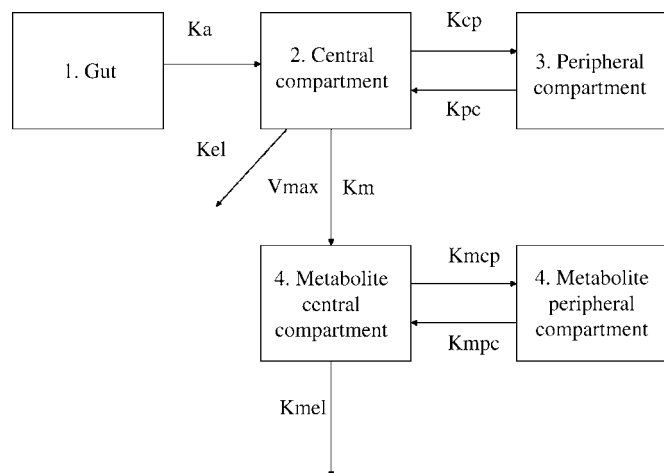 Ka
Kcp
1. Gut
2. Central
compartment
3. Peripheral
compartment
Kpc
Kel
Vmax
Km
4. Metabolite
central
compartment
Kmcp
4. Metabolite
peripheral
compartment
Kmpc
Kmel